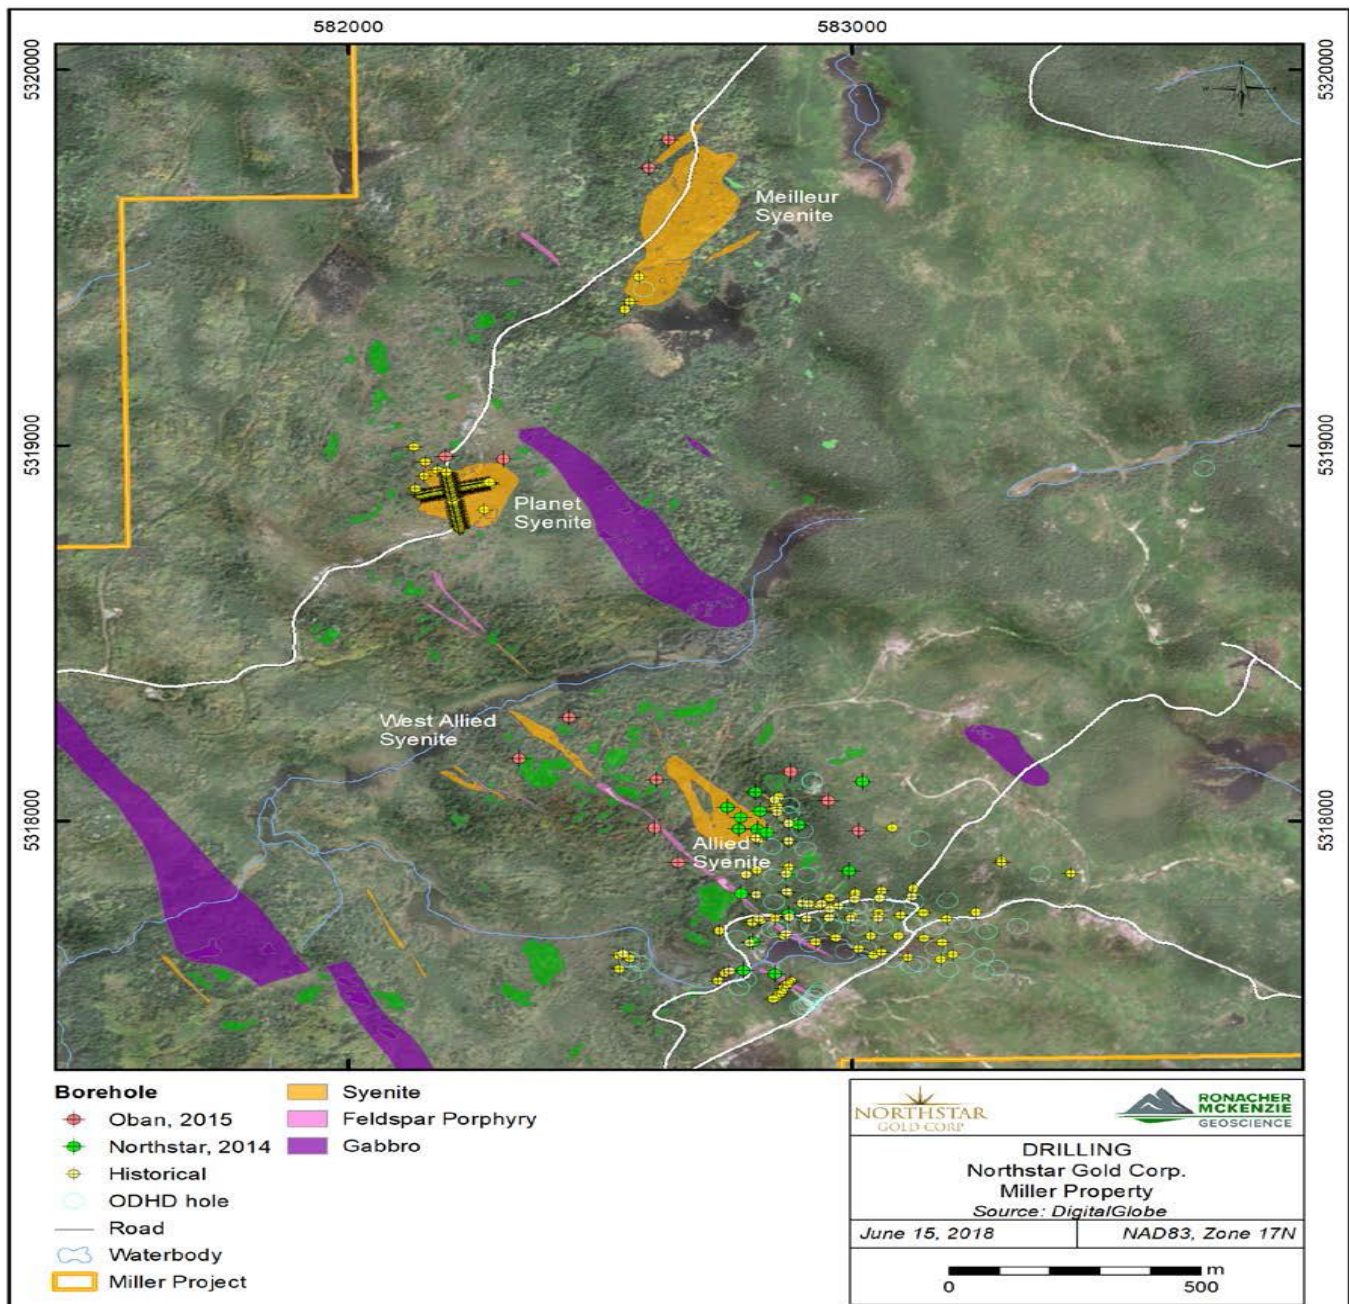 582000
583000
5320000
5320000
Meilleur
Syenite
5319000
5319000
Planet
Syenite
West Allied
Syenite
5318000
5318000
Allied
Syenite
Borehole
Oban, 2015
Northstar, 2014
Historical
ODHD hole
Road
Waterbody
Miller Project
Syenite
Feldspar Porphyry
Gabbro
NORTHSTAR
GOLD CORP
RONACHER
MCKENZIE
GEOSCIENCE
DRILLING
Northstar Gold Corp.
Miller Property
Source: DigitalGlobe
June 15, 2018
NAD83, Zone 17N
m
0
500